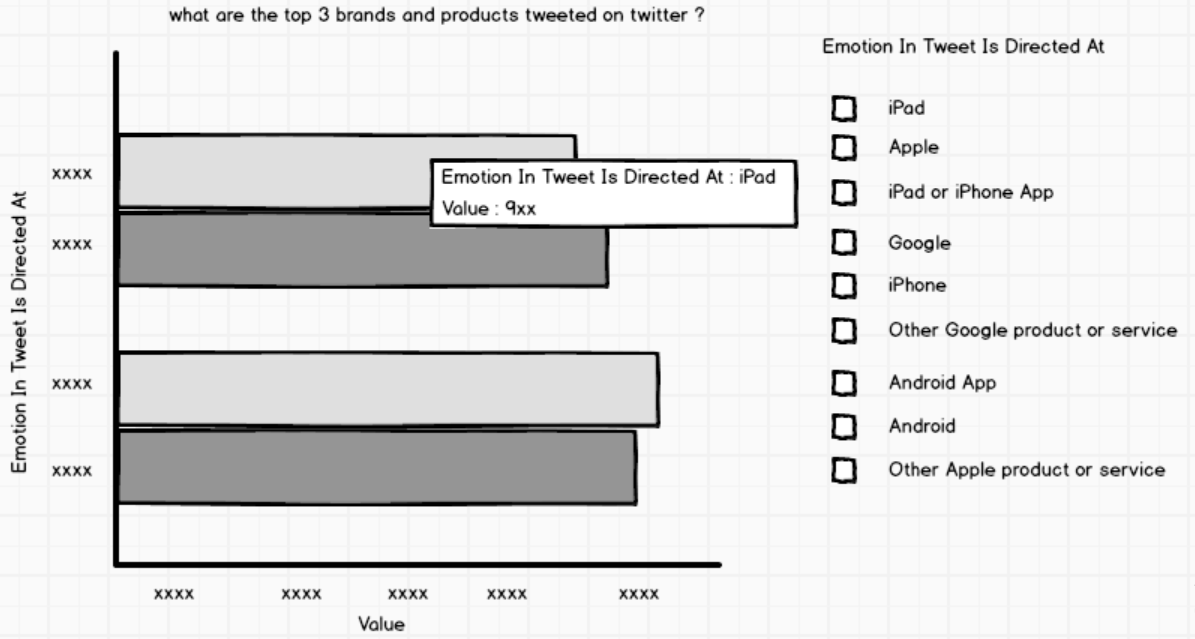 what are the top 3 brands and products tweeted on twitter ?
Emotion In Tweet Is Directed At
xxxx
xxxx
xxxx
xxxx
Emotion In Tweet Is Directed At : iPad
Value : 9xx
xxxx xxxx xxxx xxxx xxxx
Value
Emotion In Tweet Is Directed At
iPad
Apple
iPad or iPhone App
Google
iPhone
Other Google product or service
Android App
Android
Other Apple product or service